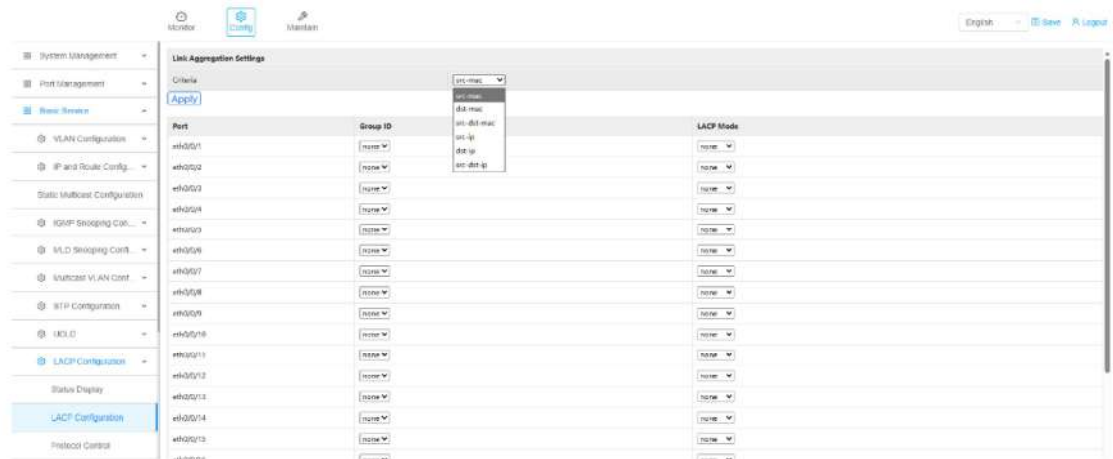 Monitor
Config
Maintain
English
Save
Logout
System Management
Port Management
Basic Service
VLAN Configuration
IP and Route Config...
Static Multicast Configuration
IGMP Snooping Con...
MLD Snooping Confi...
Multicast VLAN Conf...
STP Configuration
UDLD
LACP Configuration
Status Display
LACP Configuration
Protocol Control
Link Aggregation Settings
Criteria
src-mac
src-mac
dst-mac
src-dst-mac
src-ip
dst-ip
src-dst-ip
Apply
Port Group ID LACP Mode
eth0/0/1 none none
eth0/0/2 none none
eth0/0/3 none none
eth0/0/4 none none
eth0/0/5 none none
eth0/0/6 none none
eth0/0/7 none none
eth0/0/8 none none
eth0/0/9 none none
eth0/0/10 none none
eth0/0/11 none none
eth0/0/12 none none
eth0/0/13 none none
eth0/0/14 none none
eth0/0/15 none none